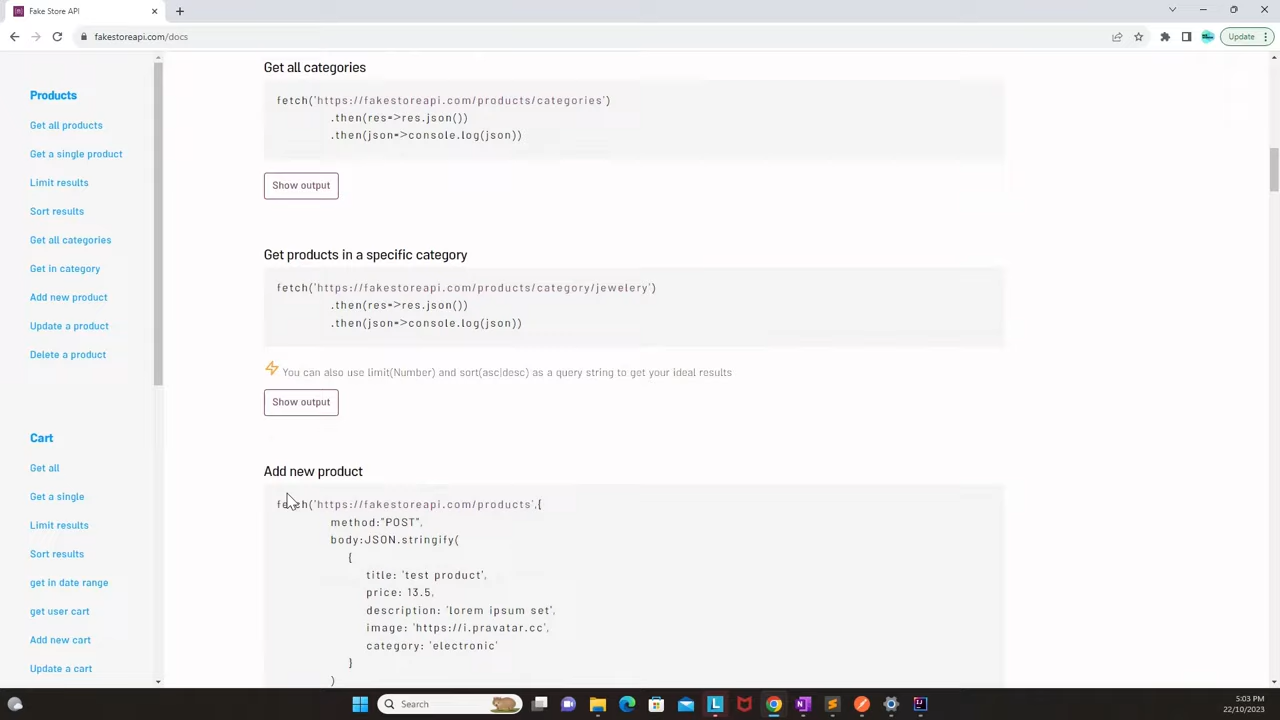 Fake Store API
fakestoreapi.com/docs
Update
Products
Get all products
Get a single product
Limit results
Sort results
Get all categories
Get in category
Add new product
Update a product
Delete a product
Cart
Get all
Get a single
Limit results
Sort results
get in date range
get user cart
Add new cart
Update a cart
Get all categories
fetch('https://fakestoreapi.com/products/categories')
.then(res=>res.json())
.then(json=>console.log(json))
Show output
Get products in a specific category
fetch('https://fakestoreapi.com/products/category/jewelery')
.then(res=>res.json())
.then(json=>console.log(json))
You can also use limit(Number) and sort(asc|desc) as a query string to get your ideal results
Show output
Add new product
fetch('https://fakestoreapi.com/products',{
method:"POST",
body:JSON.stringify(
{
title: 'test product',
price: 13.5,
description: 'lorem ipsum set',
image: 'https://i.pravatar.cc',
category: 'electronic'
}
)
Search
5:03 PM
22/10/2023